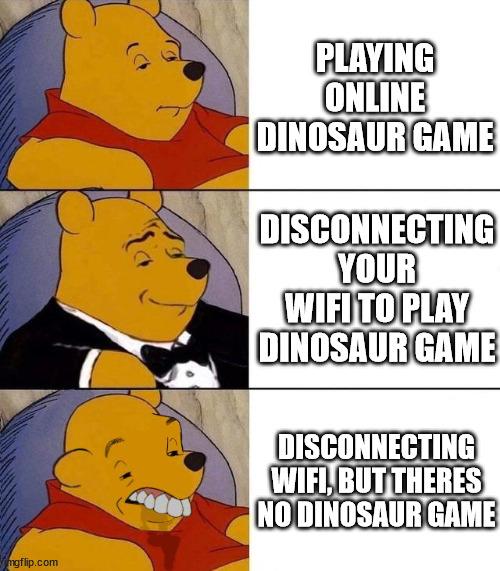 PLAYING
ONLINE
DINOSAUR GAME
DISCONNECTING
YOUR
WIFI TO PLAY
DINOSAUR GAME
DISCONNECTING
WIFI, BUT THERES
NO DINOSAUR GAME
imgflip.com